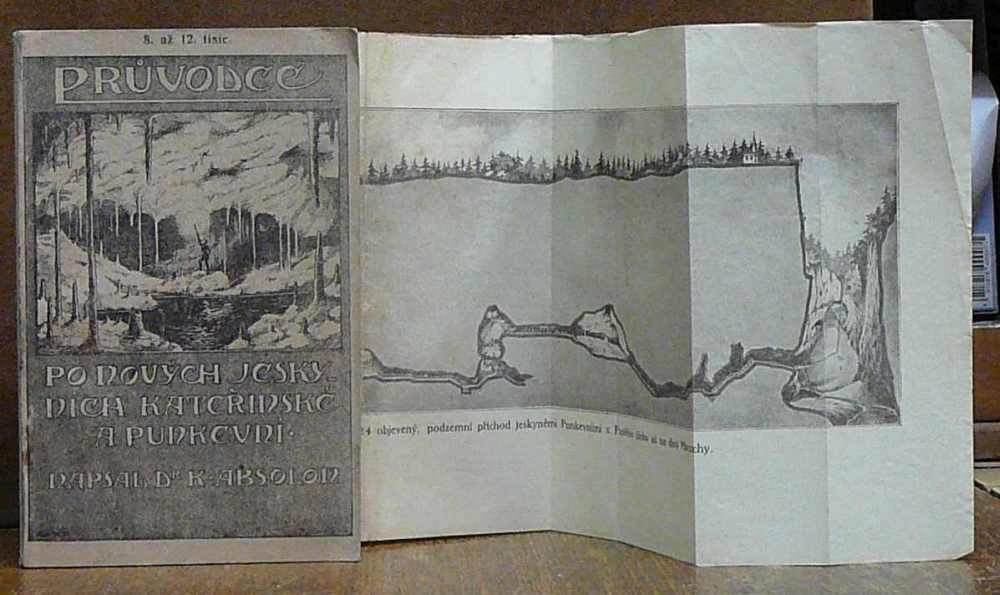 8. až 12. tisíc
PRŮVODCE
PO NOVÝCH JESKY-
NÍCH KATEŘINSKÉ
A PUNKEVNÍ.
NAPSAL DR K. ABSOLON
24 objevený, podzemní příchod jeskyněmi Punkevními z Pustého žlebu až na dno Macochy.